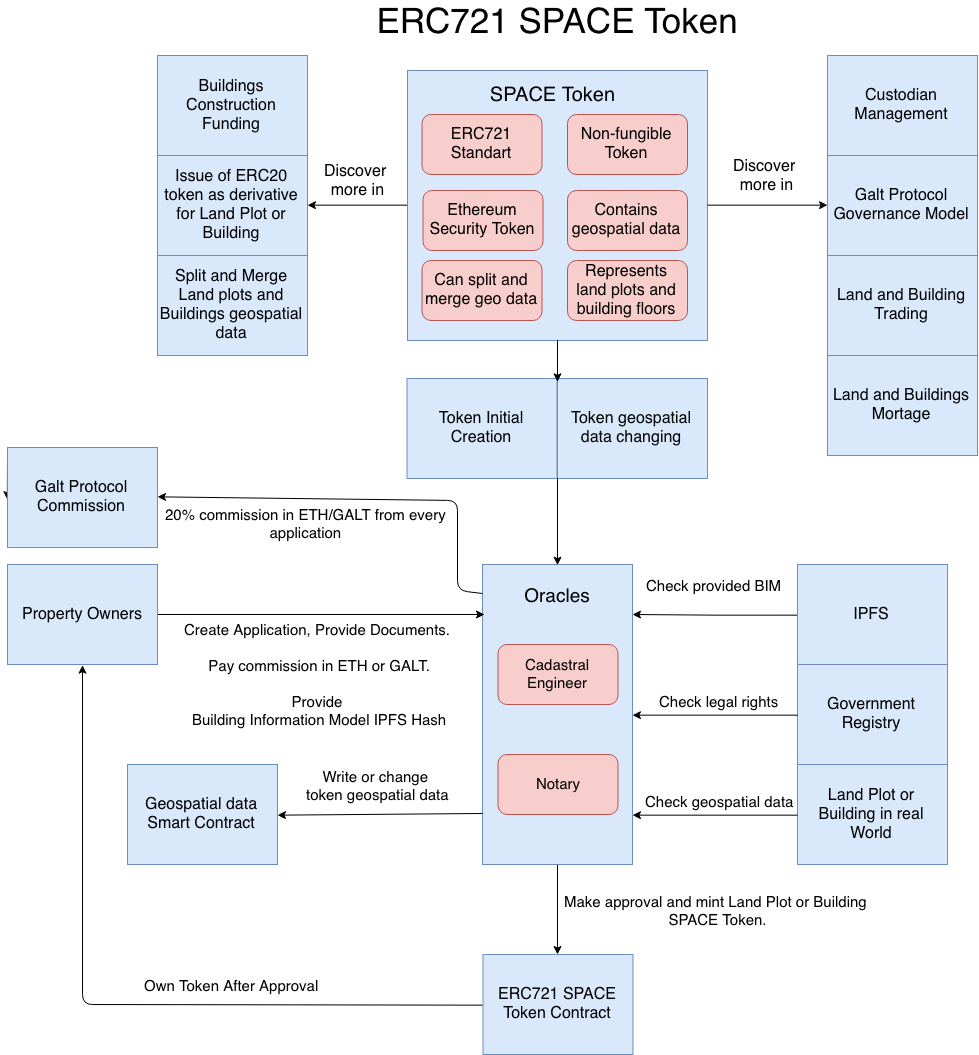 ERC721 SPACE Token
Buildings
Construction
Funding
Issue of ERC20
token as derivative
for Land Plot or
Building
Split and Merge
Land plots and
Buildings geospatial
data
Discover
more in
SPACE Token
ERC721
Standart
Non-fungible
Token
Ethereum
Security Token
Contains
geospatial data
Can split and
merge geo data
Represents
land plots and
building floors
Discover
more in
Custodian
Management
Galt Protocol
Governance Model
Land and Building
Trading
Land and Buildings
Mortage
Token Initial
Creation
Token geospatial
data changing
Galt Protocol
Commission
20% commission in ETH/GALT from every
application
Property Owners
Create Application, Provide Documents.
Pay commission in ETH or GALT.
Provide
Building Information Model IPFS Hash
Oracles
Cadastral
Engineer
Notary
Check provided BIM
IPFS
Check legal rights
Government
Registry
Check geospatial data
Land Plot or
Building in real
World
Write or change
token geospatial data
Geospatial data
Smart Contract
Make approval and mint Land Plot or Building
SPACE Token.
Own Token After Approval
ERC721 SPACE
Token Contract